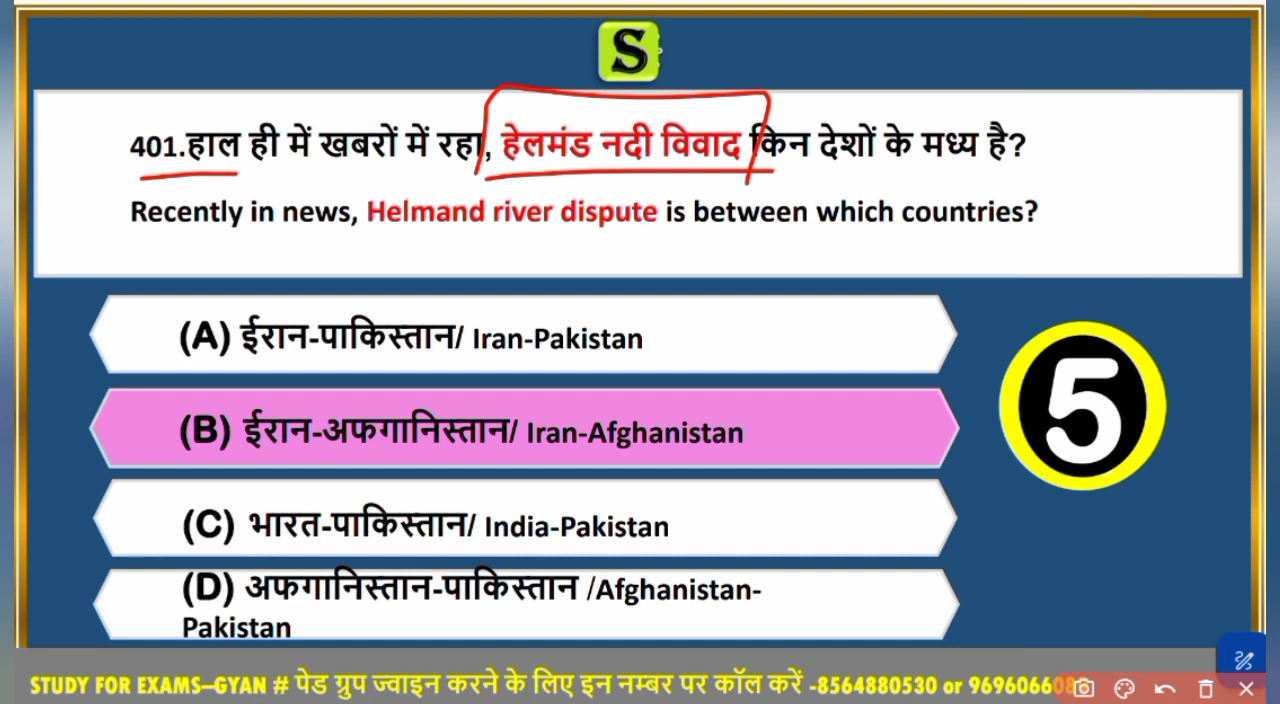 S
401.हाल ही में खबरों में रहा, हेलमंड नदी विवाद किन देशों के मध्य है?
Recently in news, Helmand river dispute is between which countries?
(A) ईरान-पाकिस्तान/ Iran-Pakistan
(B) ईरान-अफगानिस्तान/ Iran-Afghanistan
5
(C) भारत-पाकिस्तान/ India-Pakistan
(D) अफगानिस्तान-पाकिस्तान /Afghanistan-
Pakistan
STUDY FOR EXAMS–GYAN # पेड ग्रुप ज्वाइन करने के लिए इन नम्बर पर कॉल करें -8564880530 or